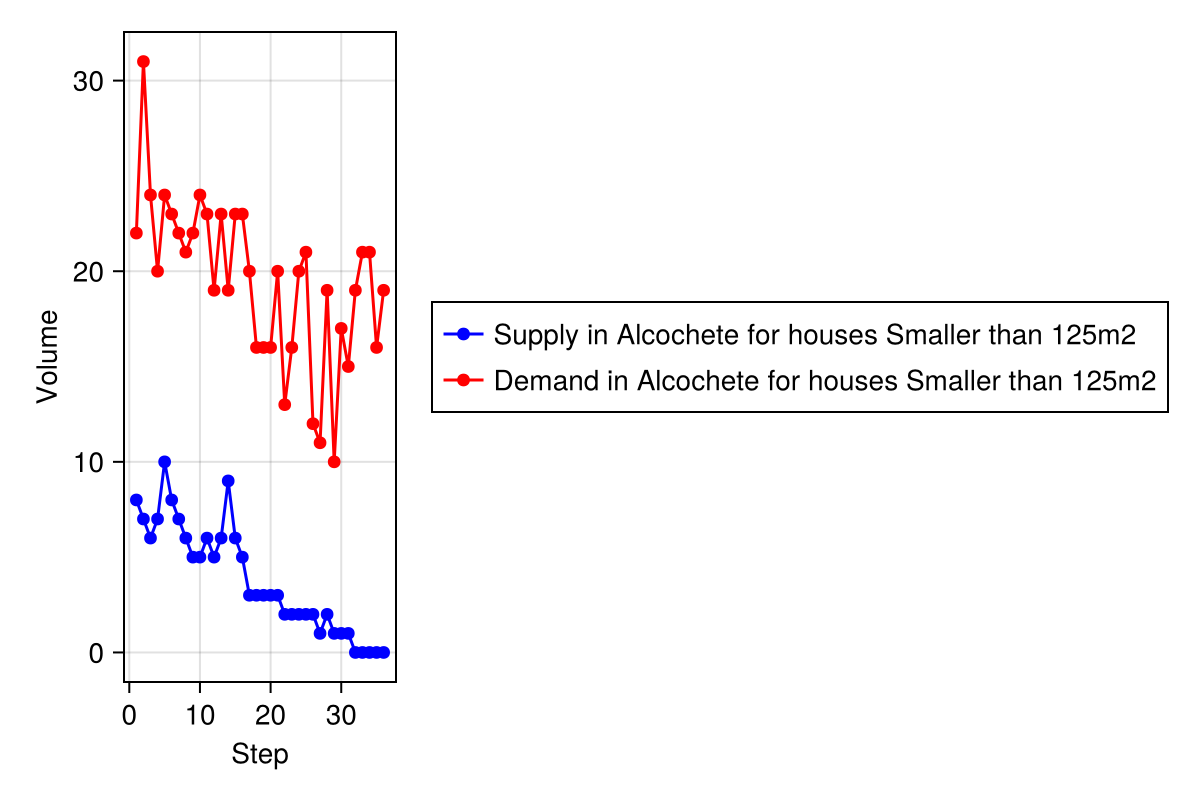 30
20
10
0
Volume
0 10 20 30
Step
Supply in Alcochete for houses Smaller than 125m2
Demand in Alcochete for houses Smaller than 125m2